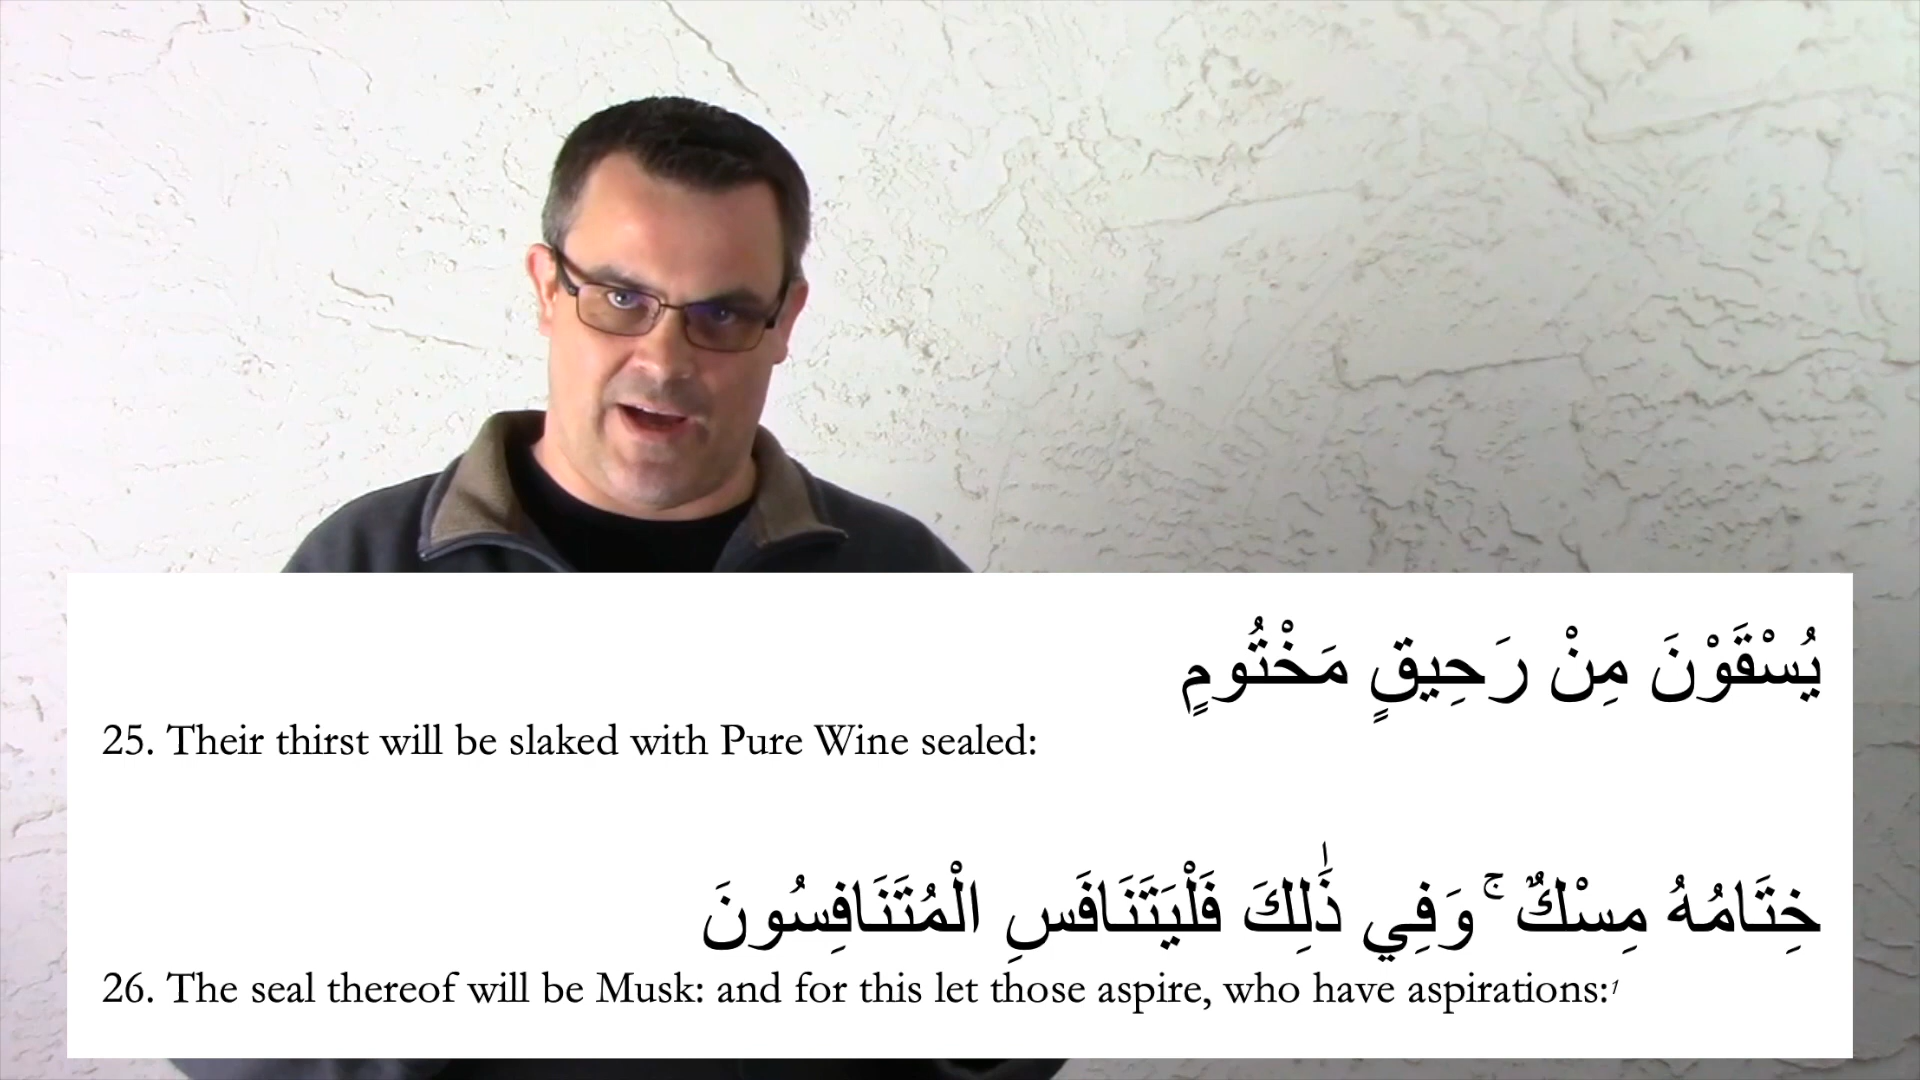 يُسْقَوْنَ مِنْ رَحِيقٍ مَخْتُومٍ
25. Their thirst will be slaked with Pure Wine sealed:
خِتَامُهُ مِسْكٌ ۚ وَفِي ذَٰلِكَ فَلْيَتَنَافَسِ الْمُتَنَافِسُونَ
26. The seal thereof will be Musk: and for this let those aspire, who have aspirations:¹